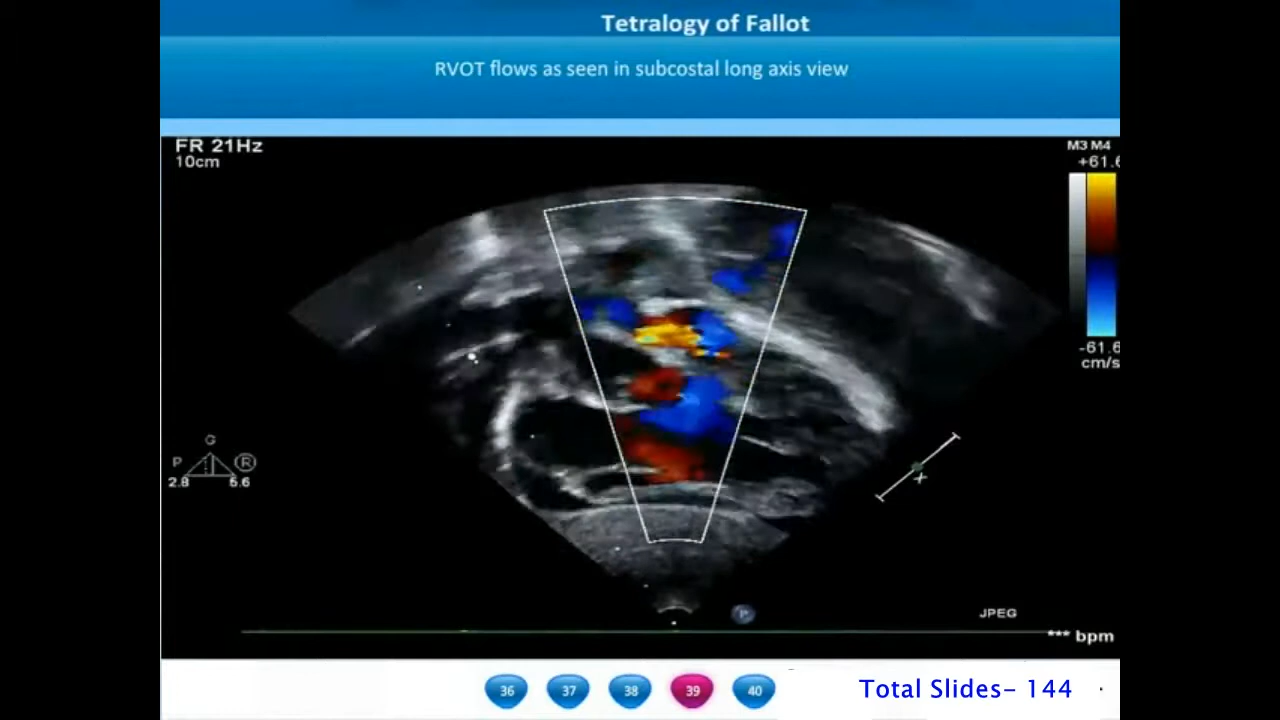 Tetralogy of Fallot
RVOT flows as seen in subcostal long axis view
FR 21Hz
10cm
M3 M4
+61.6
-61.6
cm/s
G
P R
2.8 5.6
x
P
JPEG
*** bpm
36 37 38 39 40
Total Slides- 144